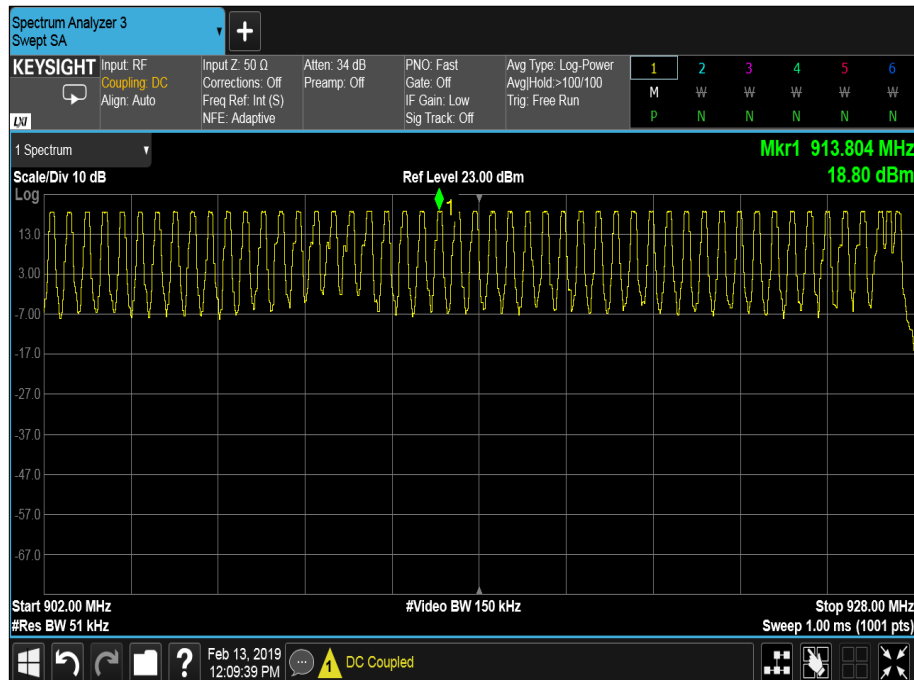 Spectrum Analyzer 3
Swept SA
+
KEYSIGHT
LXI
Input: RF
Coupling: DC
Align: Auto
Input Z: 50 Ω
Corrections: Off
Freq Ref: Int (S)
NFE: Adaptive
Atten: 34 dB
Preamp: Off
PNO: Fast
Gate: Off
IF Gain: Low
Sig Track: Off
Avg Type: Log-Power
Avg|Hold:>100/100
Trig: Free Run
1 2 3 4 5 6
M W W W W W
P N N N N N
1 Spectrum
Mkr1 913.804 MHz
Scale/Div 10 dB
Ref Level 23.00 dBm
18.80 dBm
Log
1
13.0
3.00
-7.00
-17.0
-27.0
-37.0
-47.0
-57.0
-67.0
Start 902.00 MHz
#Video BW 150 kHz
Stop 928.00 MHz
#Res BW 51 kHz
Sweep 1.00 ms (1001 pts)
?
Feb 13, 2019
12:09:39 PM
1
DC Coupled